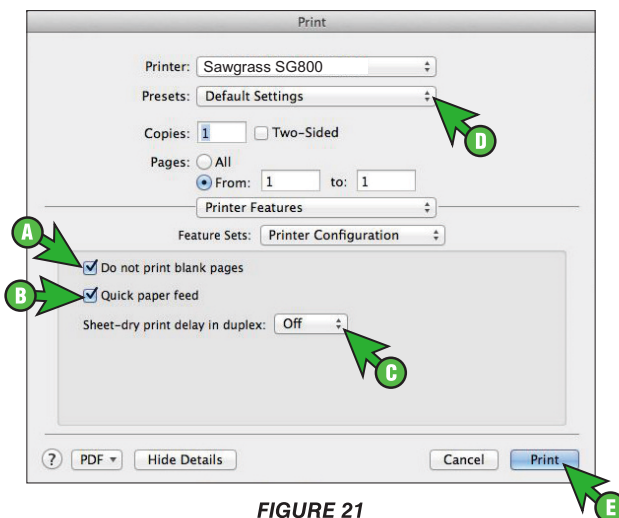 Print
Printer: Sawgrass SG800
Presets: Default Settings
D
Copies: 1 Two-Sided
Pages: All
From: 1 to: 1
Printer Features
Feature Sets: Printer Configuration
A
Do not print blank pages
B
Quick paper feed
Sheet-dry print delay in duplex: Off
C
? PDF Hide Details Cancel Print
E
FIGURE 21